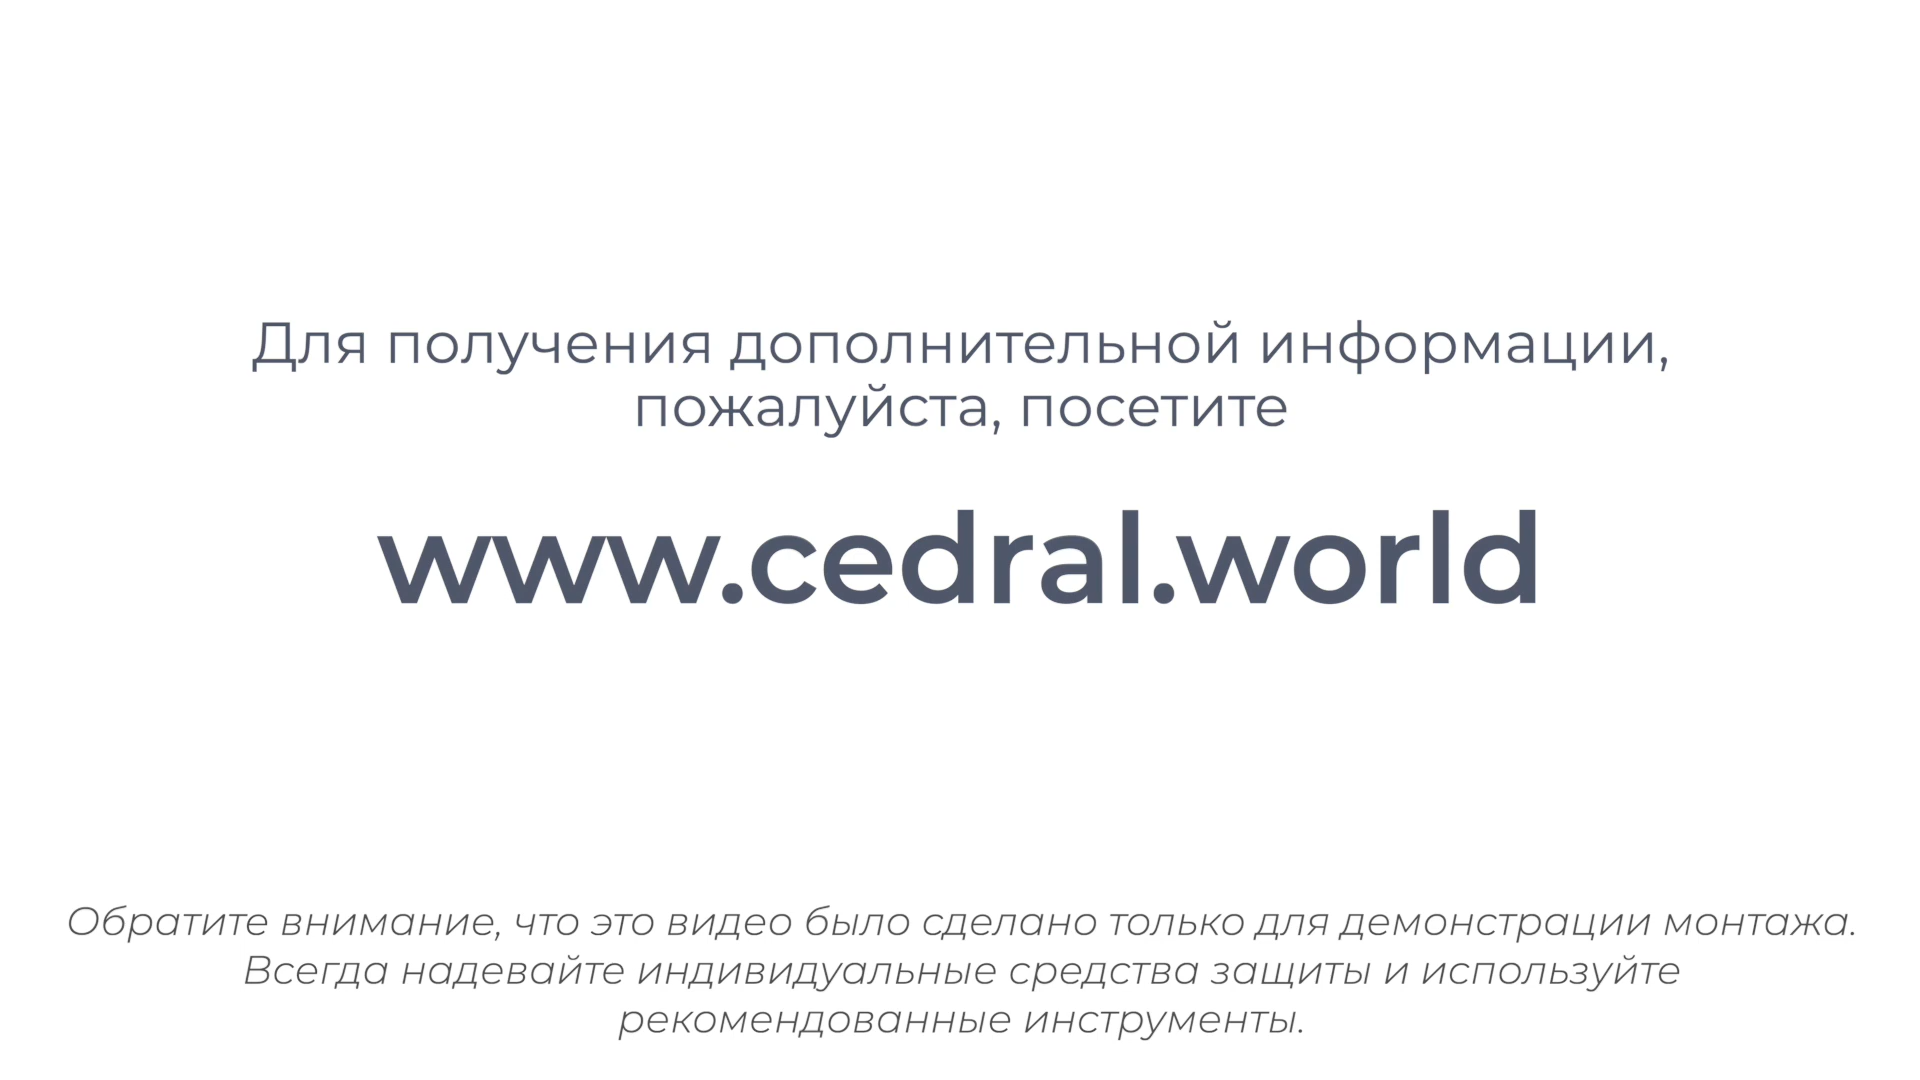 Для получения дополнительной информации,
пожалуйста, посетите
www.cedral.world
Обратите внимание, что это видео было сделано только для демонстрации монтажа.
Всегда надевайте индивидуальные средства защиты и используйте
рекомендованные инструменты.